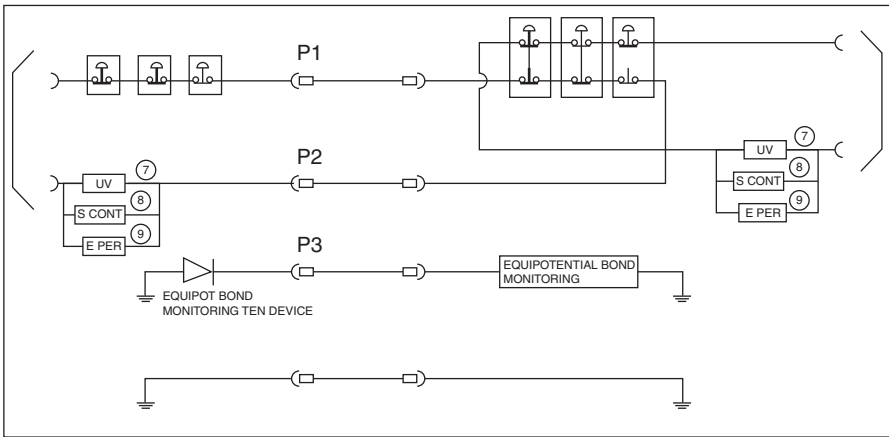 P1
P2
7
UV
8
S CONT
9
E PER
7
UV
8
S CONT
9
E PER
P3
EQUIPOT BOND
MONITORING TEN DEVICE
EQUIPOTENTIAL BOND
MONITORING